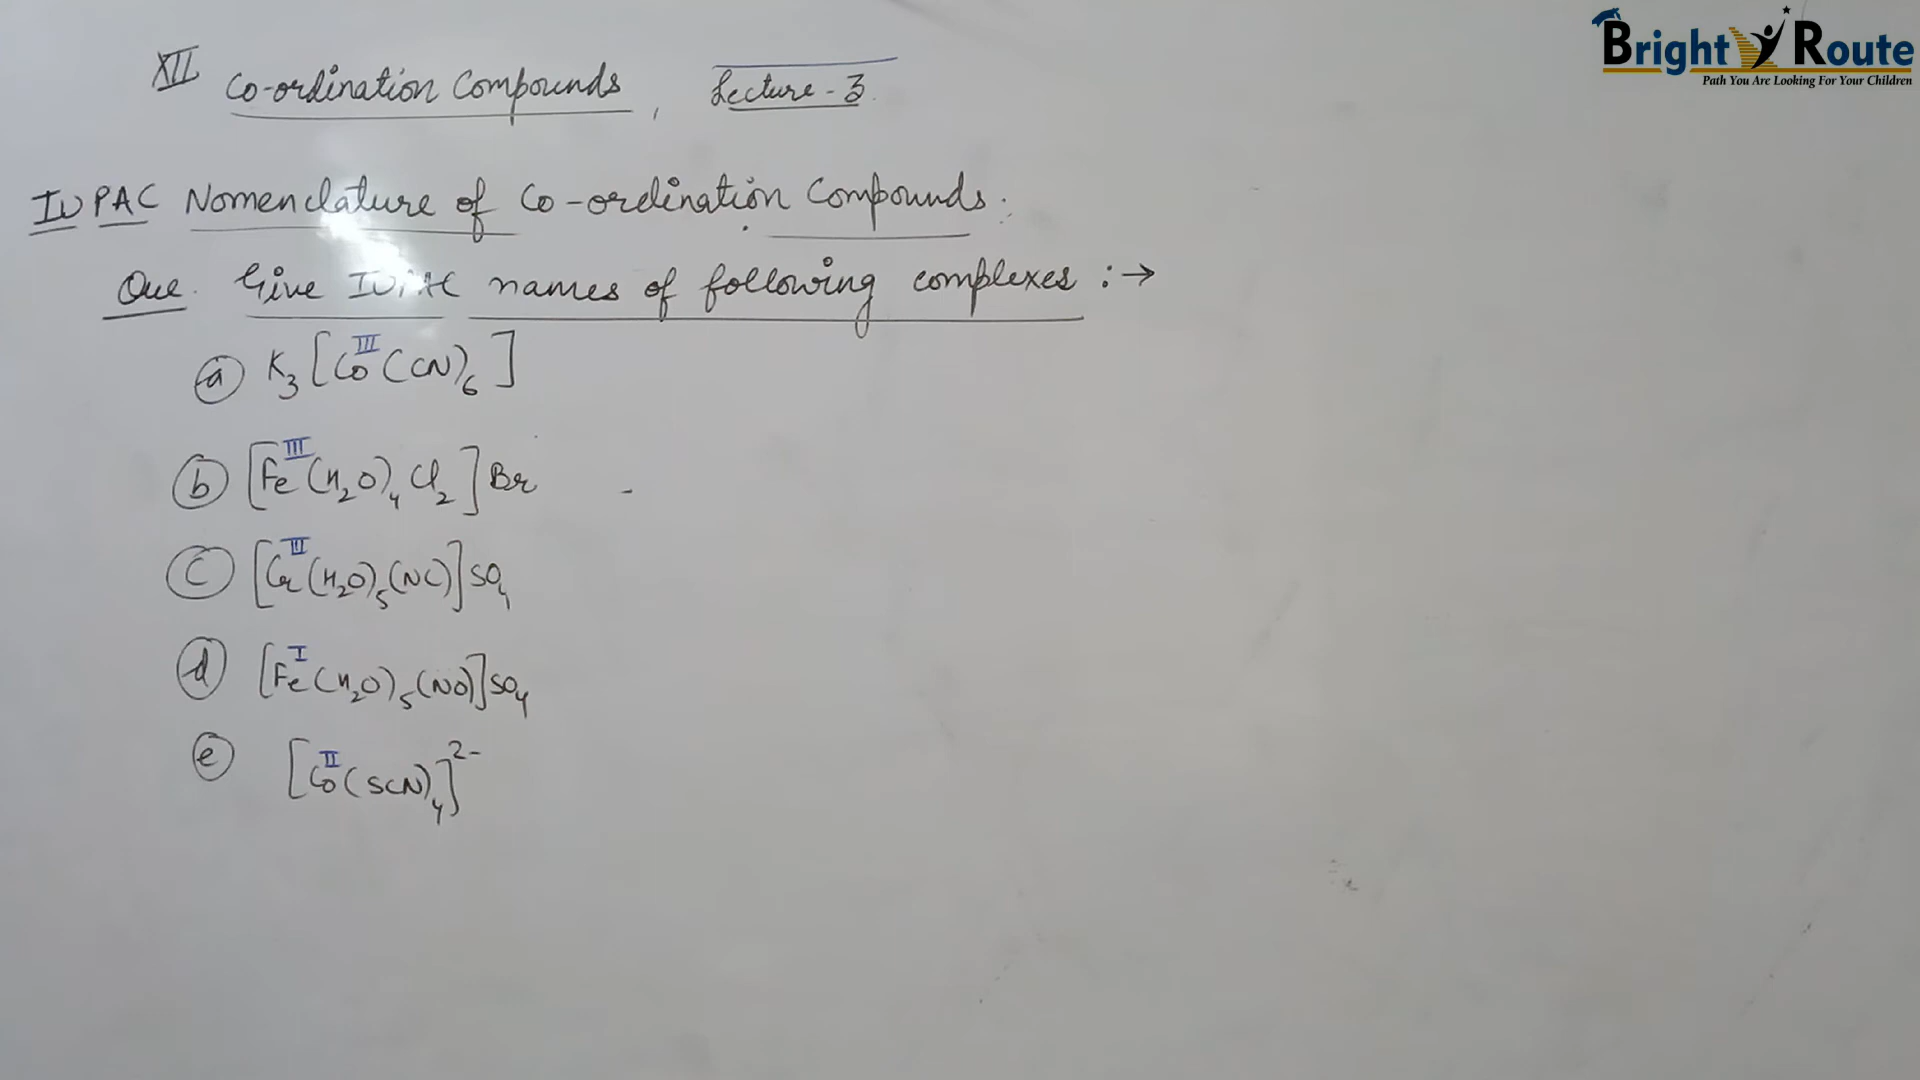 XII Co-ordination Compounds, Lecture-3.
Bright Route
Path You Are Looking For Your Children
IUPAC Nomenclature of Co-ordination Compounds.
Que. Give IUPAC names of following complexes :→
(a) K₃[Coᴵᴵᴵ(CN)₆]
(b) [Feᴵᴵᴵ(H₂O)₄Cl₂]Br
(c) [Crᴵᴵᴵ(H₂O)₅(NC)]SO₄
(d) [Feᴵ(H₂O)₅(NO)]SO₄
(e) [Coᴵᴵ(SCN)₄]²⁻